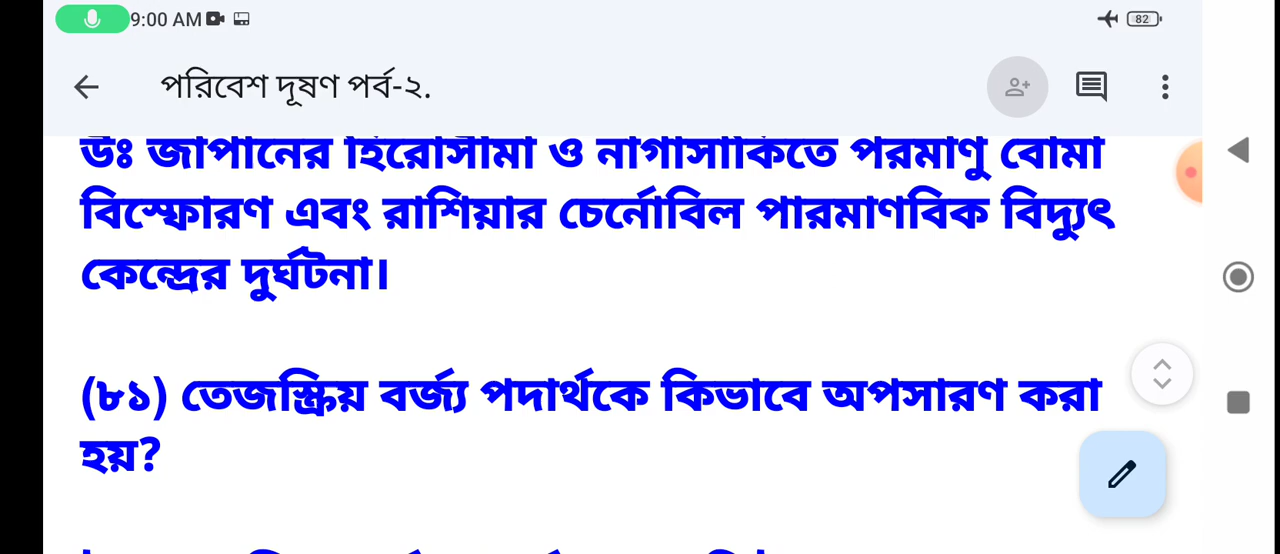 9:00 AM
82
পরিবেশ দূষণ পর্ব-২.
উঃ জাপানের হিরোসীমা ও নাগাসাকিতে পরমাণু বোমা
বিস্ফোরণ এবং রাশিয়ার চের্নোবিল পারমাণবিক বিদ্যুৎ
কেন্দ্রের দুর্ঘটনা।
(৮১) তেজস্ক্রিয় বর্জ্য পদার্থকে কিভাবে অপসারণ করা
হয়?